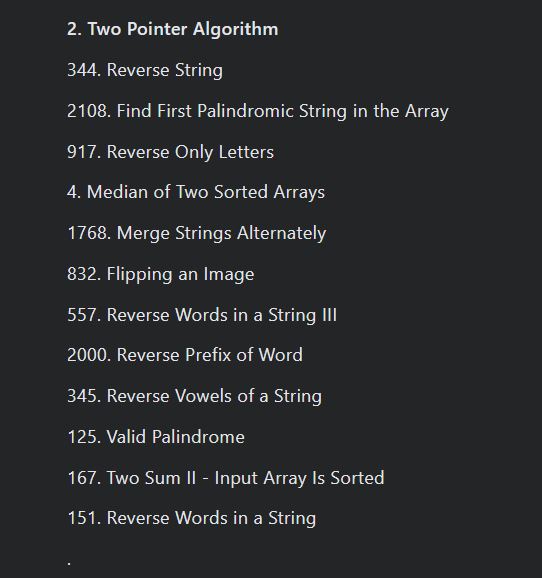 2. Two Pointer Algorithm
344. Reverse String
2108. Find First Palindromic String in the Array
917. Reverse Only Letters
4. Median of Two Sorted Arrays
1768. Merge Strings Alternately
832. Flipping an Image
557. Reverse Words in a String III
2000. Reverse Prefix of Word
345. Reverse Vowels of a String
125. Valid Palindrome
167. Two Sum II - Input Array Is Sorted
151. Reverse Words in a String
.